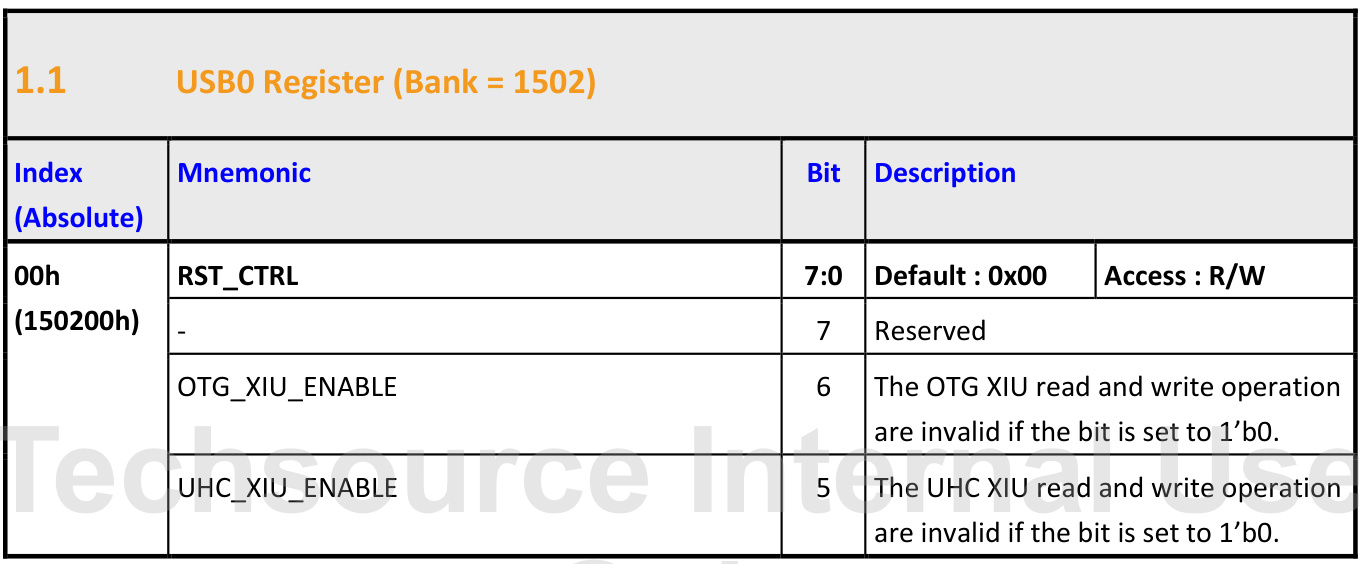 1.1 USB0 Register (Bank = 1502)
Index Mnemonic Bit Description
(Absolute)
00h RST_CTRL 7:0 Default : 0x00 Access : R/W
(150200h)
- 7 Reserved
OTG_XIU_ENABLE 6 The OTG XIU read and write operation
are invalid if the bit is set to 1’b0.
UHC_XIU_ENABLE 5 The UHC XIU read and write operation
are invalid if the bit is set to 1’b0.
Techsource Internal Use